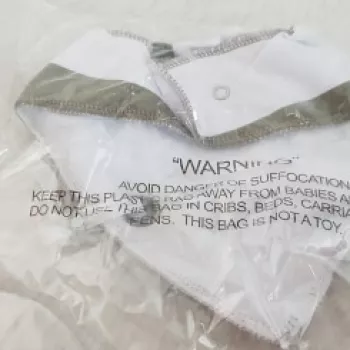 "WARNING"
AVOID DANGER OF SUFFOCATION
KEEP THIS PLASTIC BAG AWAY FROM BABIES A
DO NOT USE THIS BAG IN CRIBS, BEDS, CARRIA
PENS. THIS BAG IS NOT A TOY.